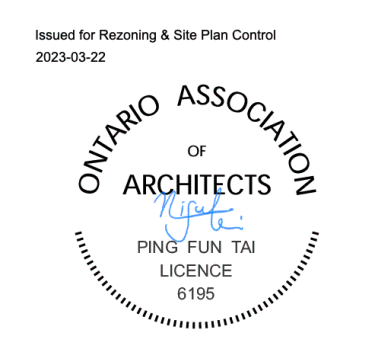 Issued for Rezoning & Site Plan Control
2023-03-22
ONTARIO ASSOCIATION
OF
ARCHITECTS
PING FUN TAI
LICENCE
6195